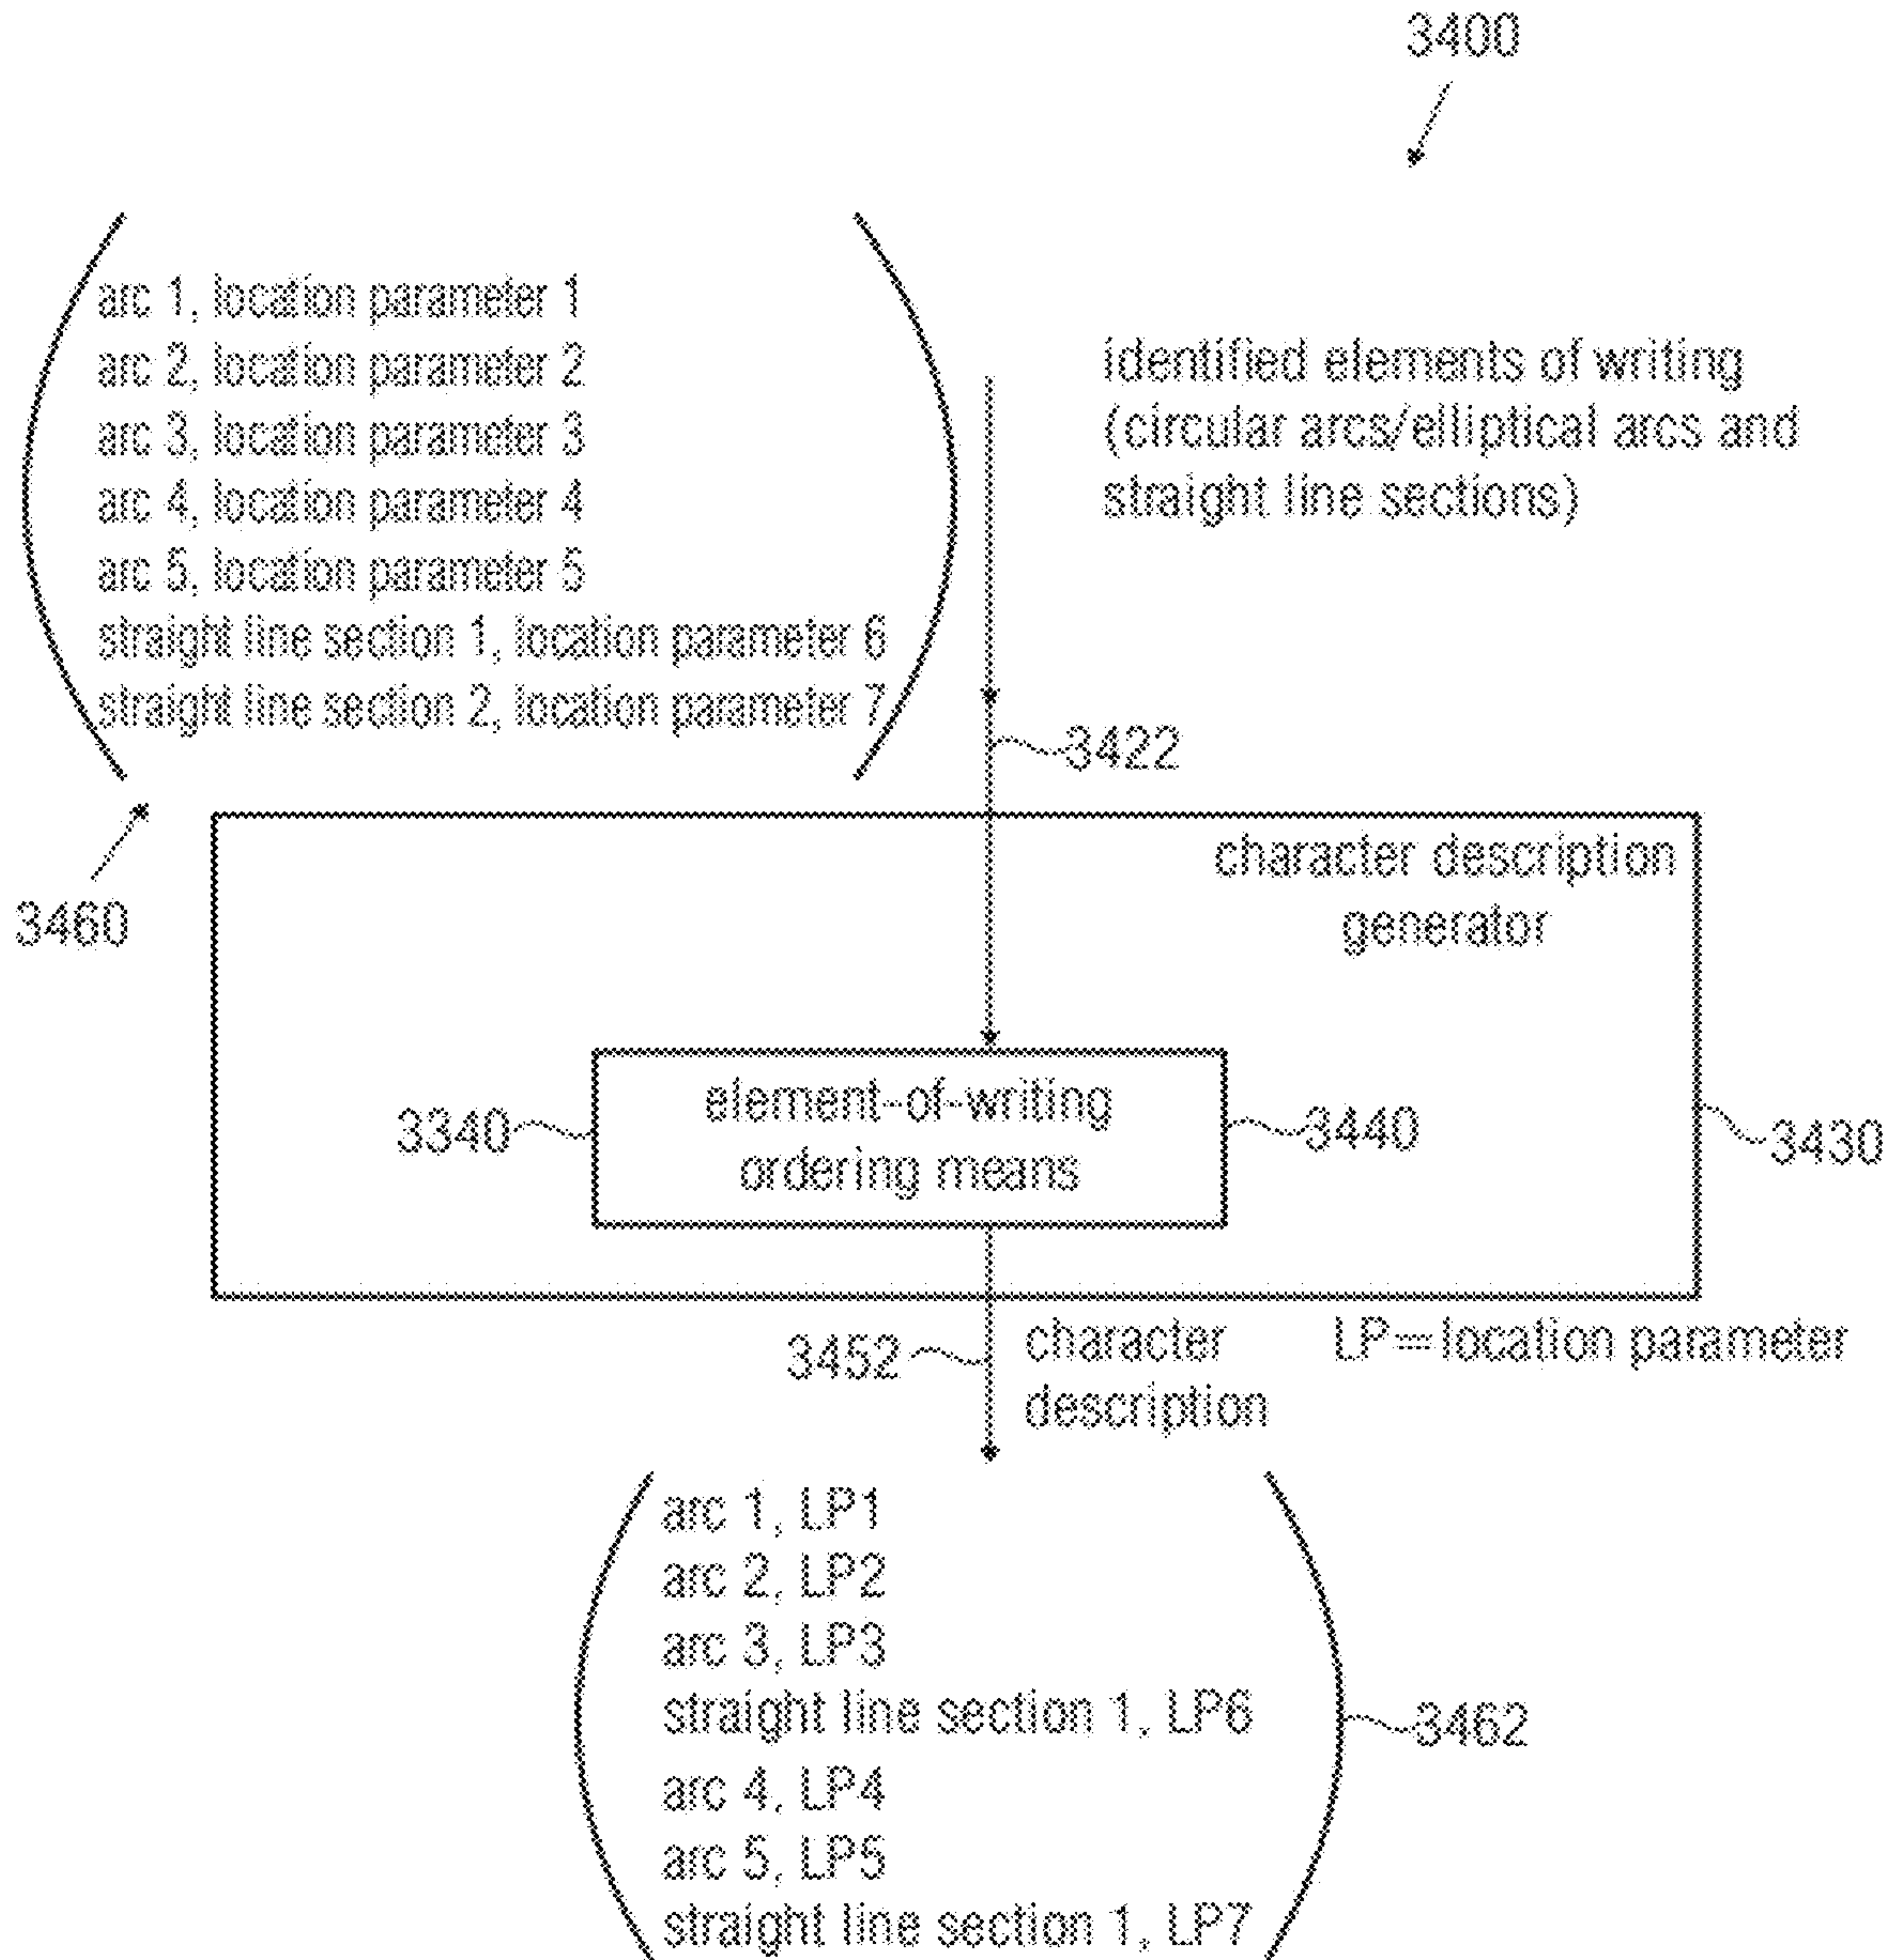 3400
arc 1, location parameter 1
arc 2, location parameter 2
arc 3, location parameter 3
arc 4, location parameter 4
arc 5, location parameter 5
straight line section 1, location parameter 6
straight line section 2, location parameter 7
identified elements of writing
(circular arcs/elliptical arcs and
straight line sections)
3422
3460
character description
generator
3340
element-of-writing
ordering means
3440
3430
3452
character
description
LP=location parameter
arc 1, LP1
arc 2, LP2
arc 3, LP3
straight line section 1, LP6
arc 4, LP4
arc 5, LP5
straight line section 1, LP7
3462